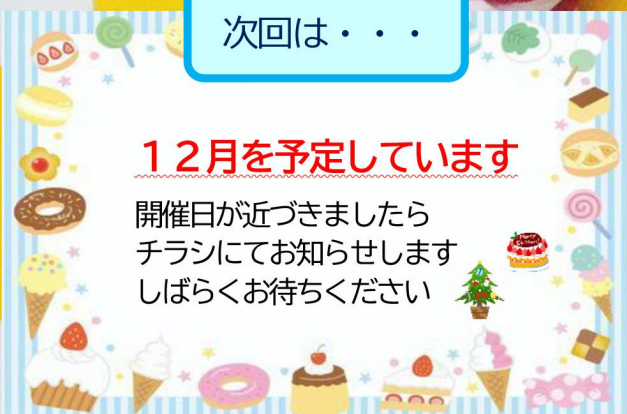 次回は・・・
１２月を予定しています
開催日が近づきましたら
チラシにてお知らせします
しばらくお待ちください